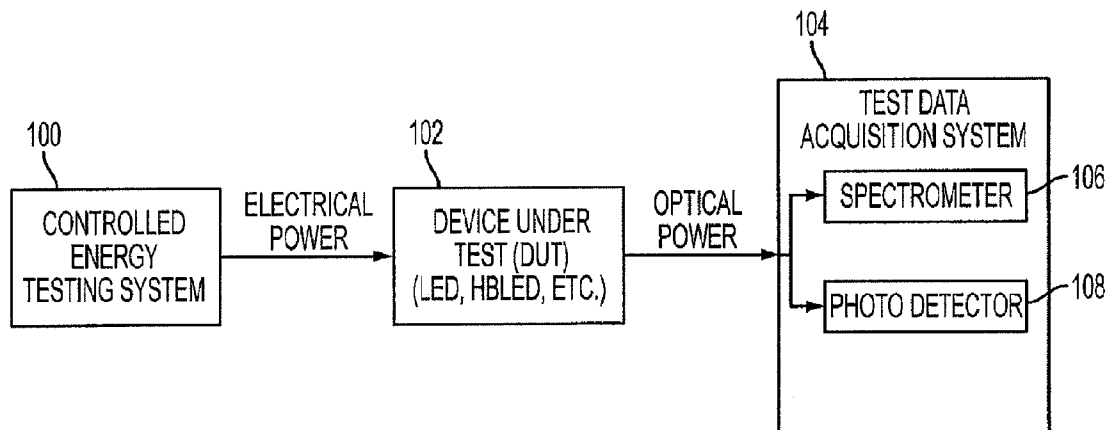 100
CONTROLLED
ENERGY
TESTING SYSTEM
ELECTRICAL
POWER
102
DEVICE UNDER
TEST (DUT)
(LED, HBLED, ETC.)
OPTICAL
POWER
104
TEST DATA
ACQUISITION SYSTEM
SPECTROMETER
106
PHOTO DETECTOR
108